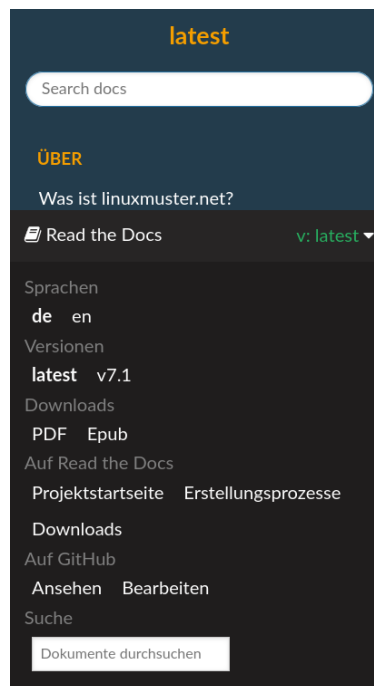 latest
Search docs
ÜBER
Was ist linuxmuster.net?
Read the Docs v: latest
Sprachen
de en
Versionen
latest v7.1
Downloads
PDF Epub
Auf Read the Docs
Projektstartseite Erstellungsprozesse
Downloads
Auf GitHub
Ansehen Bearbeiten
Suche
Dokumente durchsuchen